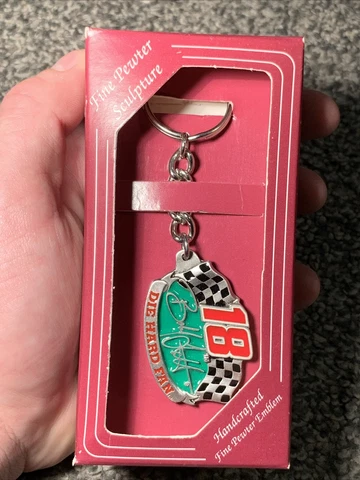 Fine Pewter
Sculpture
18
DIE HARD FAN
Handcrafted
Fine Pewter Emblem